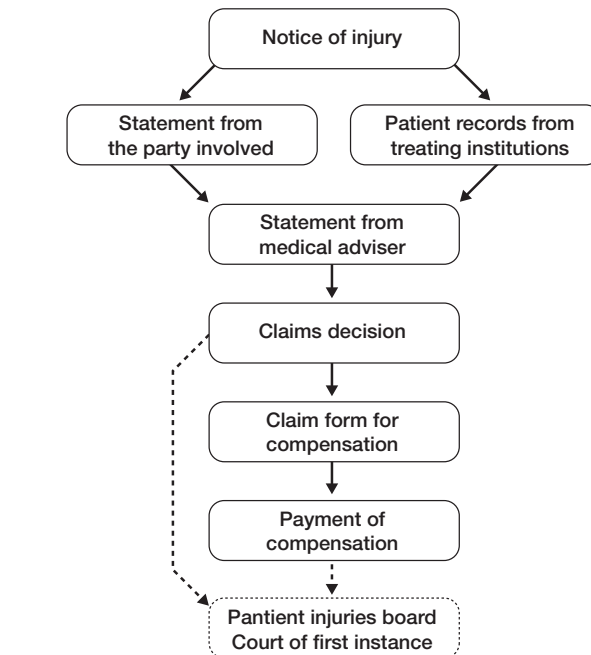 Notice of injury
Statement from
the party involved
Patient records from
treating institutions
Statement from
medical adviser
Claims decision
Claim form for
compensation
Payment of
compensation
Pantient injuries board
Court of first instance